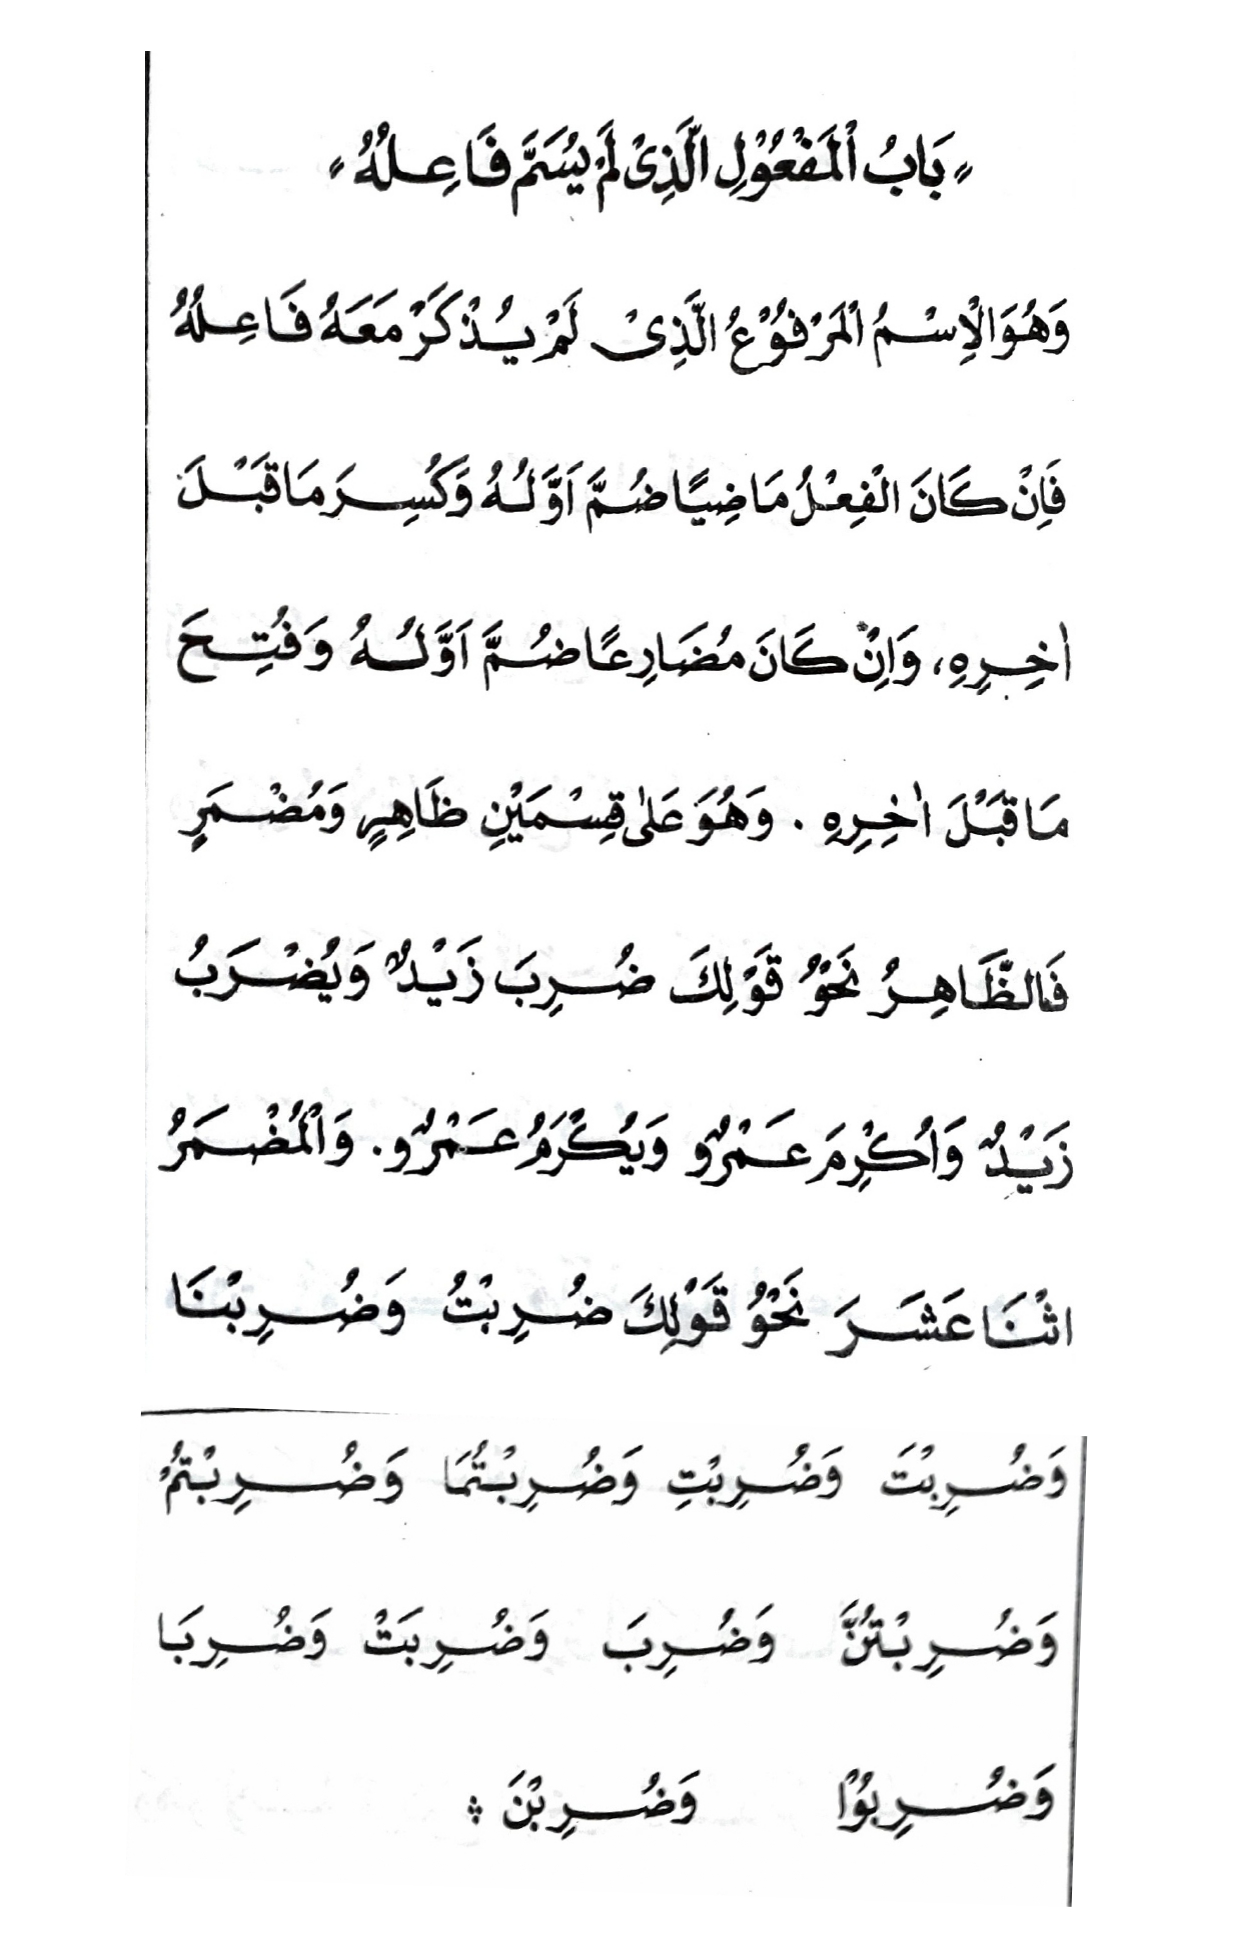 ﴿بَابُ الْمَفْعُوْلِ الَّذِىْ لَمْ يُسَمَّ فَاعِلُهُ﴾
وَهُوَ الْاِسْمُ الْمَرْفُوْعُ الَّذِىْ لَمْ يُذْكَرْ مَعَهُ فَاعِلُهُ
فَاِنْ كَانَ الْفِعْلُ مَاضِيًا ضُمَّ اَوَّلُهُ وَكُسِرَ مَا قَبْلَ
اٰخِرِهِ، وَاِنْ كَانَ مُضَارِعًا ضُمَّ اَوَّلُهُ وَفُتِحَ
مَا قَبْلَ اٰخِرِهِ . وَهُوَ عَلٰى قِسْمَيْنِ ظَاهِرٍ وَمُضْمَرٍ
فَالظَّاهِرُ نَحْوُ قَوْلِكَ ضُرِبَ زَيْدٌ وَيُضْرَبُ
زَيْدٌ وَاُكْرِمَ عَمْرٌو وَيُكْرَمُ عَمْرٌو. وَالْمُضْمَرُ
اثْنَا عَشَرَ نَحْوُ قَوْلِكَ ضُرِبْتُ وَضُرِبْنَا
وَضُرِبْتَ وَضُرِبْتِ وَضُرِبْتُمَا وَضُرِبْتُمْ
وَضُرِبْتُنَّ وَضُرِبَ وَضُرِبَتْ وَضُرِبَا
وَضُرِبُوْا وَضُرِبْنَ ؞